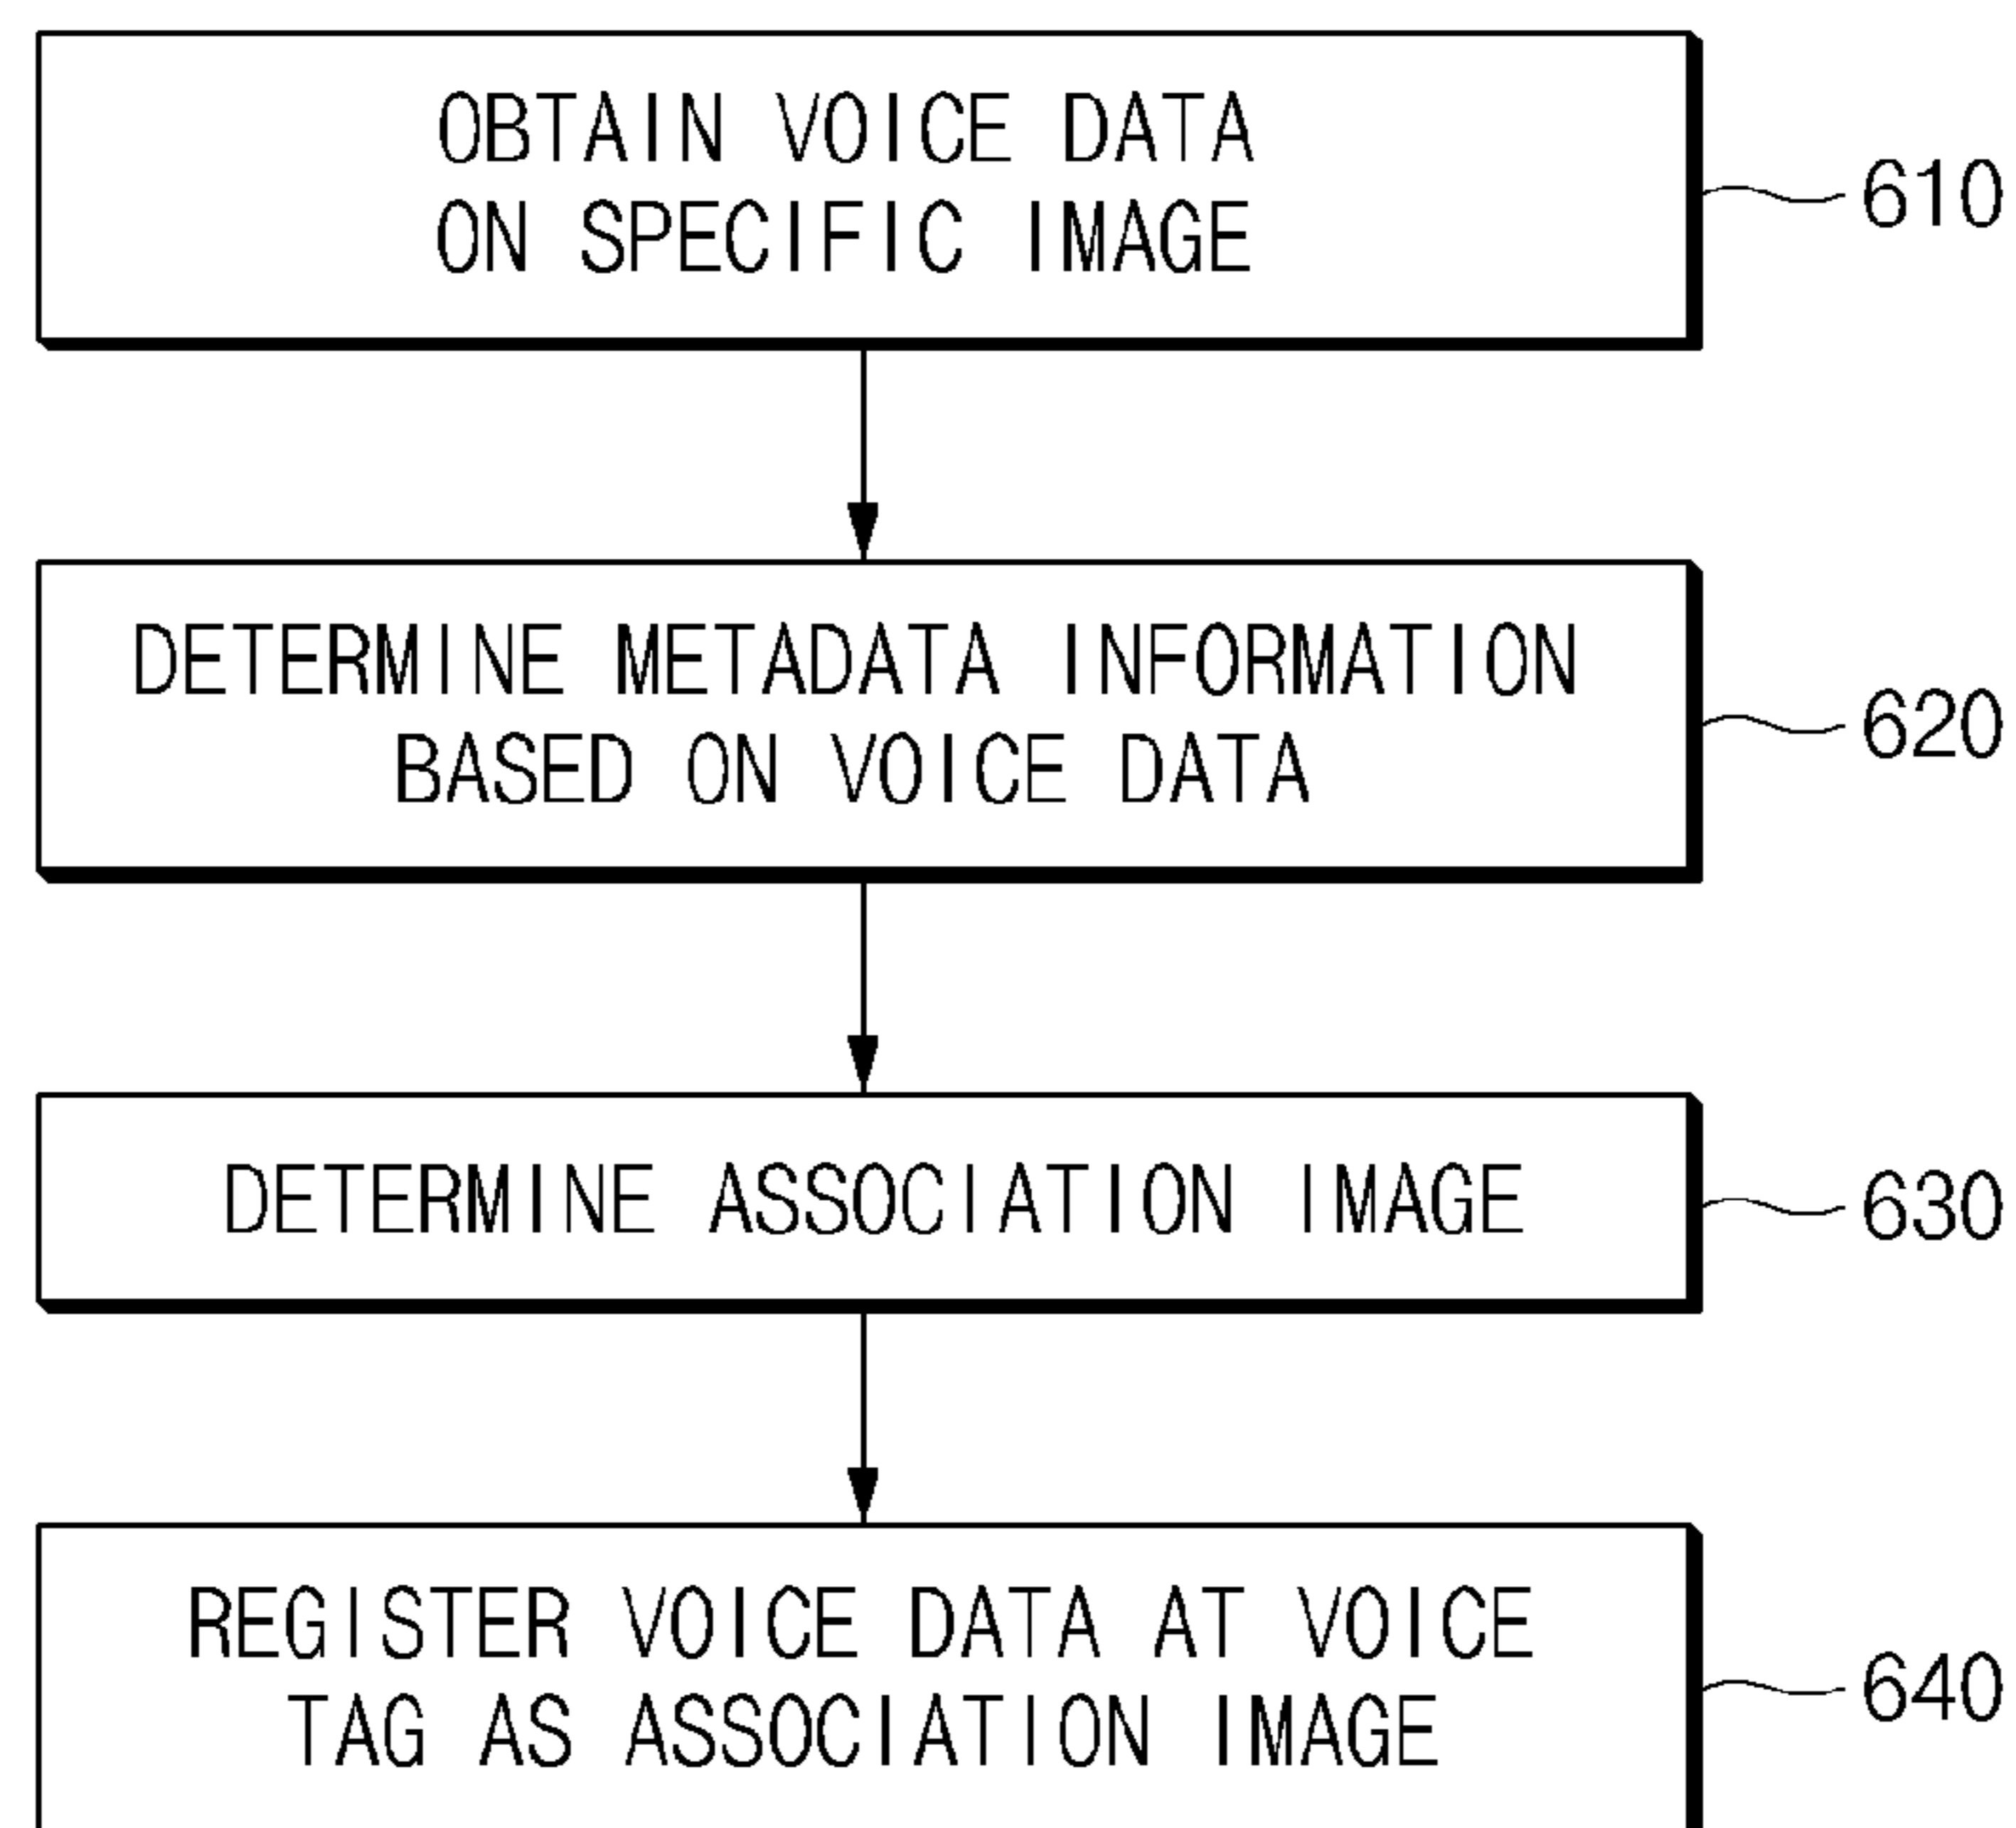 OBTAIN VOICE DATA
ON SPECIFIC IMAGE
610
DETERMINE METADATA INFORMATION
BASED ON VOICE DATA
620
DETERMINE ASSOCIATION IMAGE
630
REGISTER VOICE DATA AT VOICE
TAG AS ASSOCIATION IMAGE
640